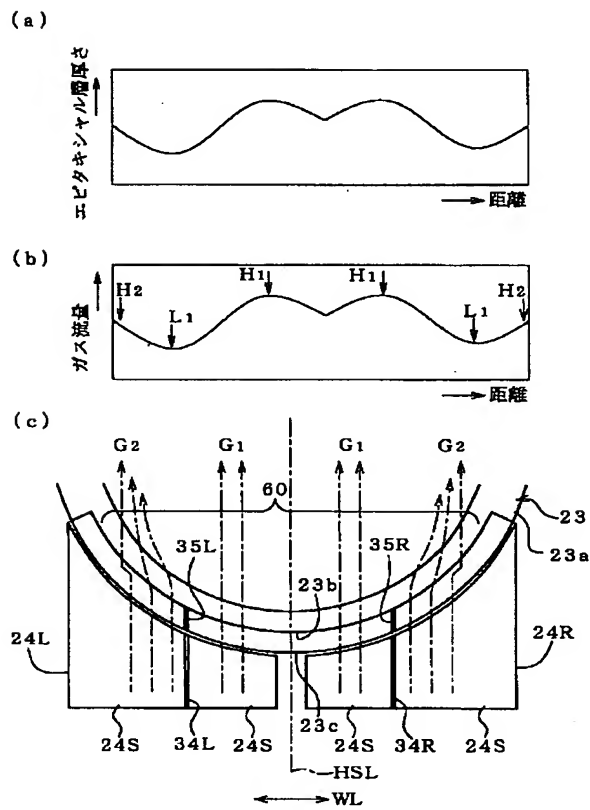 (a)
エピタキシャル層厚さ
距離
(b)
ガス流量
H2
L1
H1
H1
L1
H2
距離
(c)
G2
G1
G1
G2
60
23
23a
35L
35R
23b
24L
24R
23c
24S
34L
24S
24S
34R
24S
HSL
WL